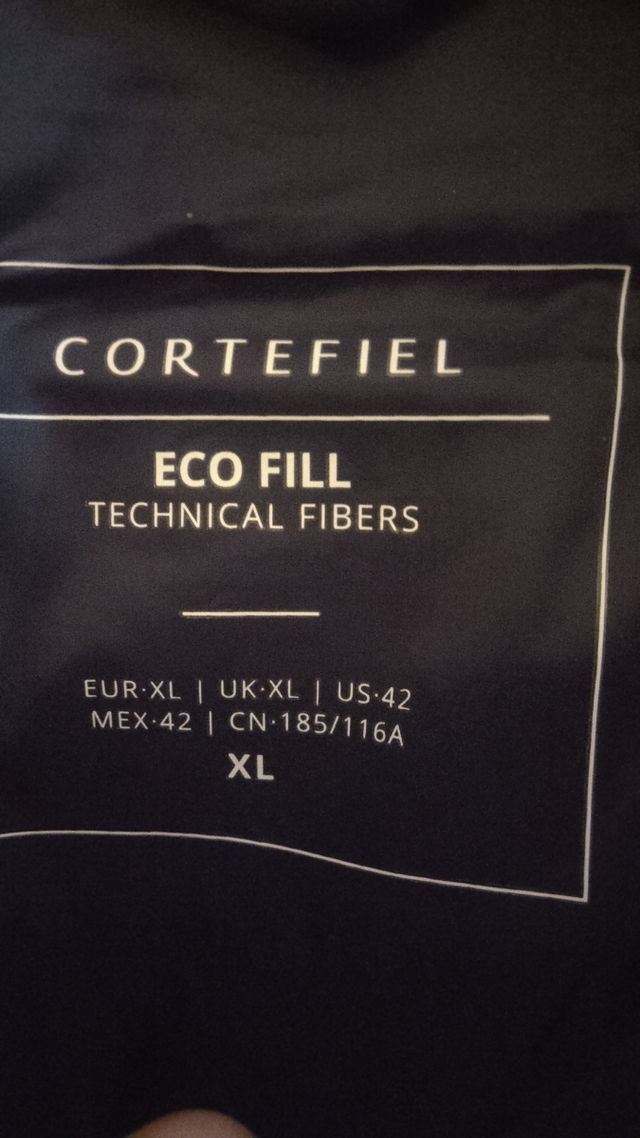 CORTEFIEL
ECO FILL
TECHNICAL FIBERS
EUR·XL | UK·XL | US·42
MEX·42 | CN·185/116A
XL